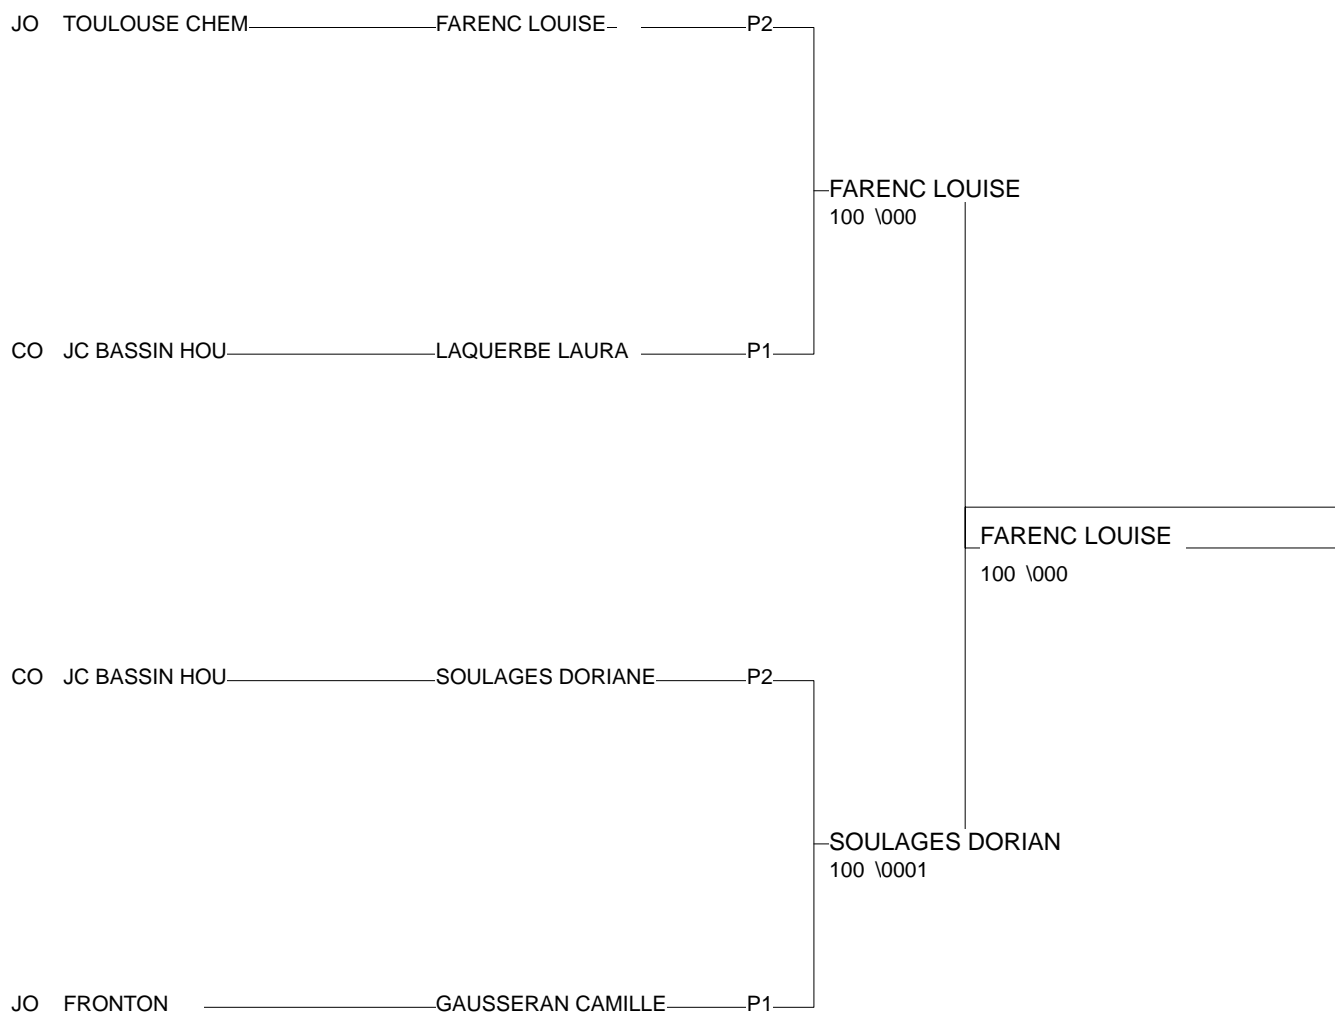 JO TOULOUSE CHEM FARENC LOUISE P2
FARENC LOUISE
100 \000
CO JC BASSIN HOU LAQUERBE LAURA P1
FARENC LOUISE
100 \000
CO JC BASSIN HOU SOULAGES DORIANE P2
SOULAGES DORIAN
100 \0001
JO FRONTON GAUSSERAN CAMILLE P1